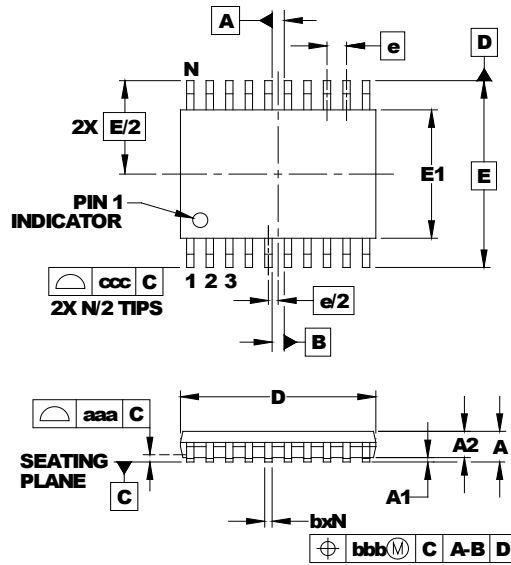 A
e
D
N
2X E/2
E1
E
PIN 1
INDICATOR
ccc C
1 2 3
2X N/2 TIPS
e/2
B
D
aaa C
A2 A
SEATING
PLANE
C
A1
bxN
bbb Ⓜ C A-B D